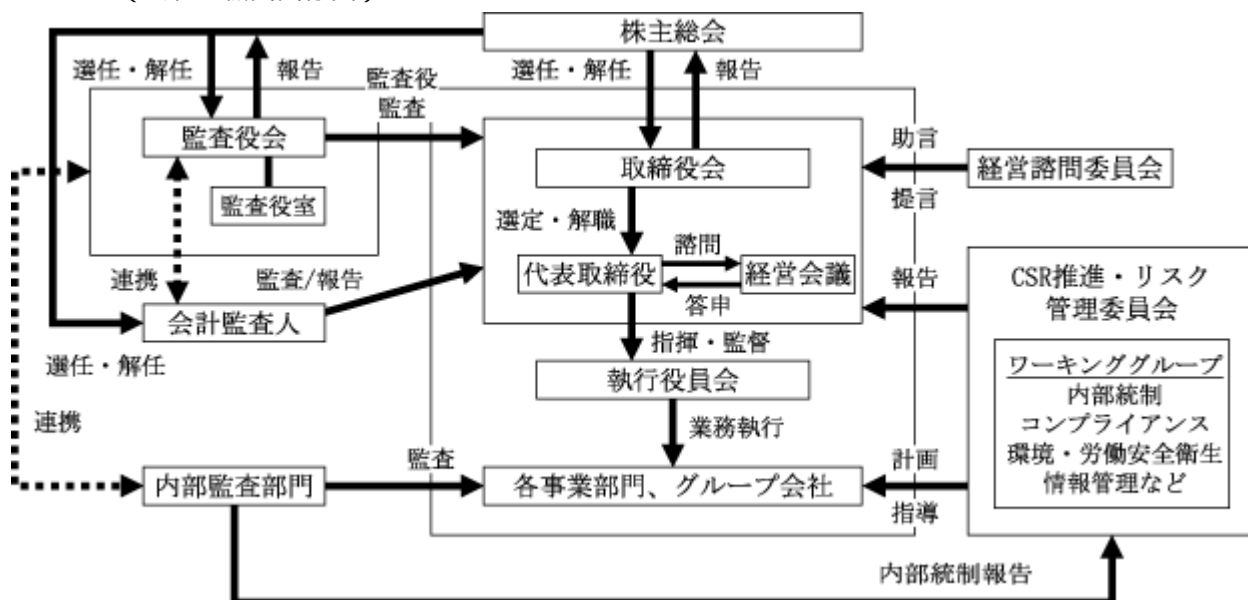 株主総会
選任・解任
報告
監査役
監査
選任・解任
報告
監査役会
取締役会
助言
経営諮問委員会
提言
監査役室
選定・解職
諮問
連携
監査/報告
代表取締役
経営会議
答申
報告
CSR推進・リスク
管理委員会
会計監査人
選任・解任
指揮・監督
執行役員会
ワーキンググループ
内部統制
コンプライアンス
環境・労働安全衛生
情報管理など
連携
業務執行
監査
計画
内部監査部門
各事業部門、グループ会社
指導
内部統制報告